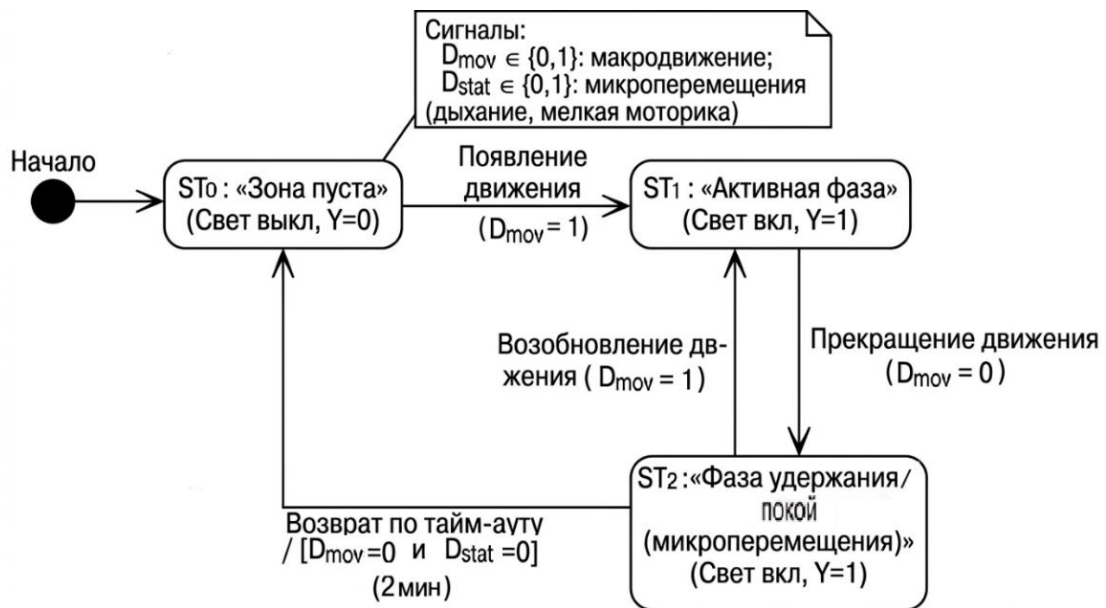 Сигналы:
Dmov ∈ {0,1}: макродвижение;
Dstat ∈ {0,1}: микроперемещения
(дыхание, мелкая моторика)
Начало
ST0 : «Зона пуста»
(Свет выкл, Y=0)
Появление
движения
(Dmov = 1)
ST1 : «Активная фаза»
(Свет вкл, Y=1)
Возобновление дв-
жения ( Dmov = 1)
Прекращение движения
( Dmov = 0)
ST2 :«Фаза удержания/
покой
(микроперемещения)»
(Свет вкл, Y=1)
Возврат по тайм-ауту
/ [Dmov =0 и Dstat =0]
(2мин)